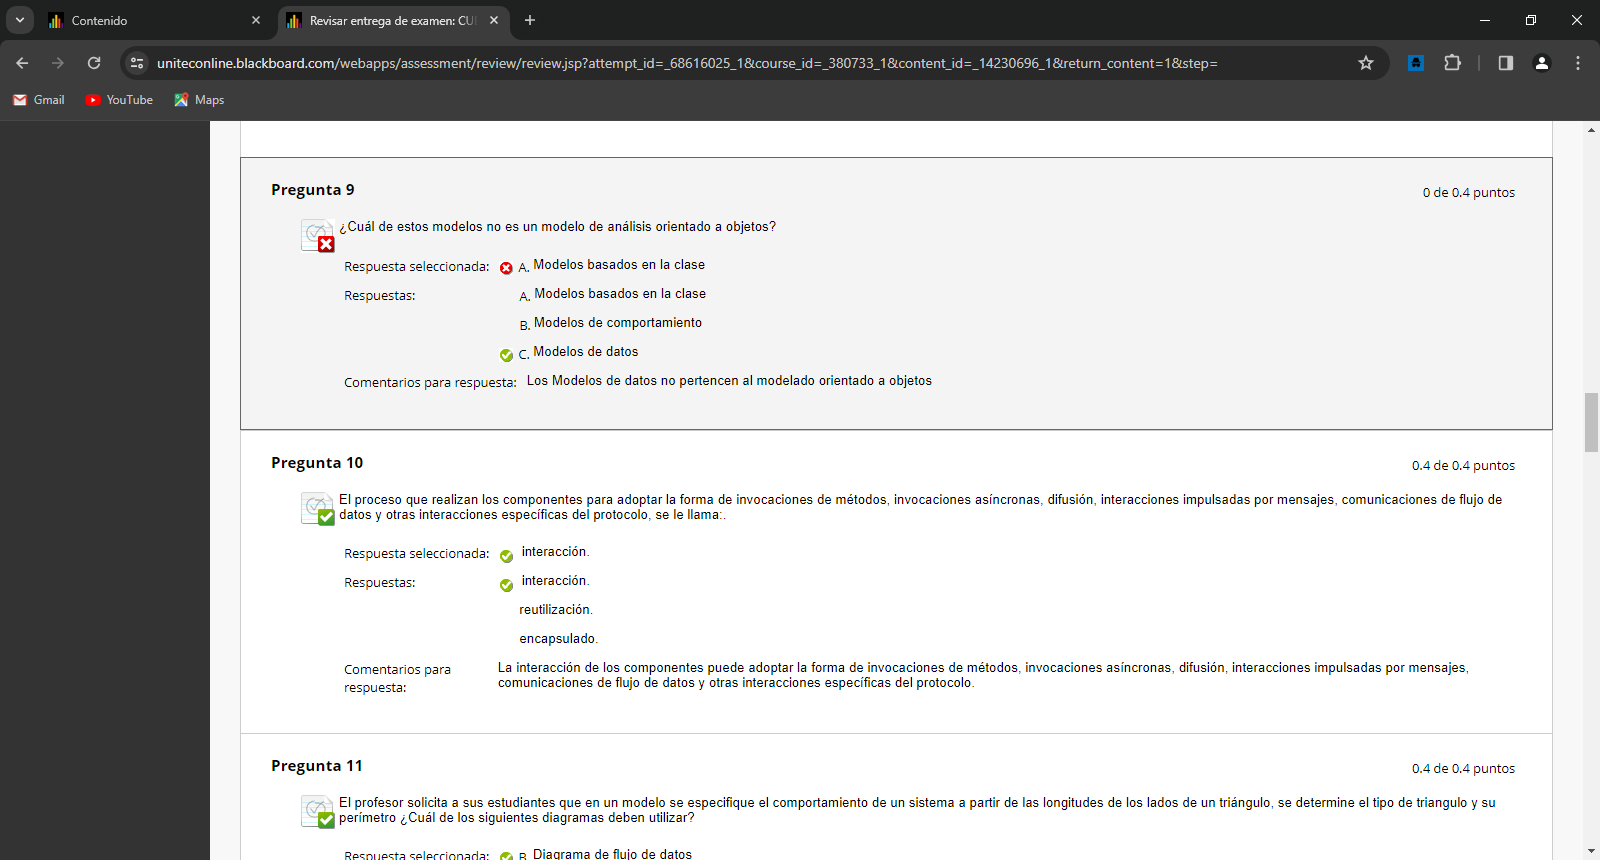 Contenido
Revisar entrega de examen: CU
uniteconline.blackboard.com/webapps/assessment/review/review.jsp?attempt_id=_68616025_1&course_id=_380733_1&content_id=_14230696_1&return_content=1&step=
Gmail
YouTube
Maps
Pregunta 9
0 de 0.4 puntos
¿Cuál de estos modelos no es un modelo de análisis orientado a objetos?
Respuesta seleccionada: A. Modelos basados en la clase
Respuestas: A. Modelos basados en la clase
B. Modelos de comportamiento
C. Modelos de datos
Comentarios para respuesta: Los Modelos de datos no pertencen al modelado orientado a objetos
Pregunta 10
0.4 de 0.4 puntos
El proceso que realizan los componentes para adoptar la forma de invocaciones de métodos, invocaciones asíncronas, difusión, interacciones impulsadas por mensajes, comunicaciones de flujo de
datos y otras interacciones específicas del protocolo, se le llama:.
Respuesta seleccionada: interacción.
Respuestas: interacción.
reutilización.
encapsulado.
Comentarios para respuesta: La interacción de los componentes puede adoptar la forma de invocaciones de métodos, invocaciones asíncronas, difusión, interacciones impulsadas por mensajes,
comunicaciones de flujo de datos y otras interacciones específicas del protocolo.
Pregunta 11
0.4 de 0.4 puntos
El profesor solicita a sus estudiantes que en un modelo se especifique el comportamiento de un sistema a partir de las longitudes de los lados de un triángulo, se determine el tipo de triangulo y su
perímetro ¿Cuál de los siguientes diagramas deben utilizar?
Respuesta seleccionada: B. Diagrama de flujo de datos